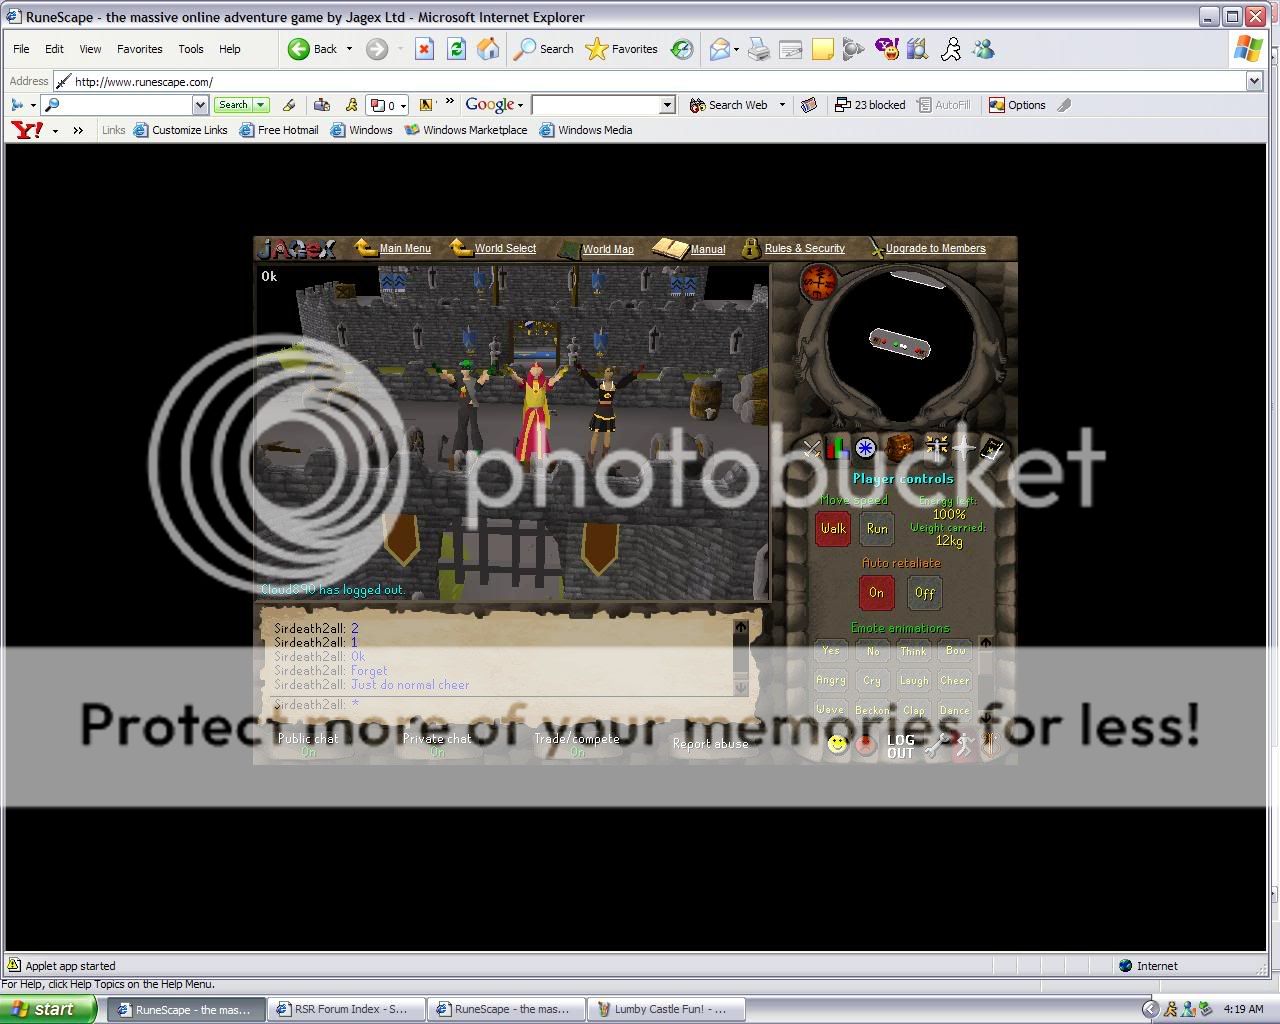 RuneScape - the massive online adventure game by Jagex Ltd - Microsoft Internet Explorer
File Edit View Favorites Tools Help
Back Search Favorites
Address http://www.runescape.com/
Search 0 Google Search Web 23 blocked AutoFill Options
Y! Links Customize Links Free Hotmail Windows Windows Marketplace Windows Media
JAGEX Main Menu World Select World Map Manual Rules & Security Upgrade to Members
Ok
photobucket
Player controls
Move speed
Energy left:
100%
Walk Run
Weight carried:
12kg
Auto retaliate
On Off
Cloud890 has logged out.
Emote animations
Yes No Think Bow
Angry Cry Laugh Cheer
Wave Beckon Clap Dance
Sirdeath2all: 2
Sirdeath2all: 1
Sirdeath2all: Ok
Sirdeath2all: Forget
Sirdeath2all: Just do normal cheer
Sirdeath2all: *
Protect more of your memories for less!
Public chat
On
Private chat
On
Trade/compete
On
Report abuse
LOG
OUT
Applet app started Internet
For Help, click Help Topics on the Help Menu.
start RuneScape - the mas... RSR Forum Index - S... RuneScape - the mas... Lumby Castle Fun! - ... 4:19 AM